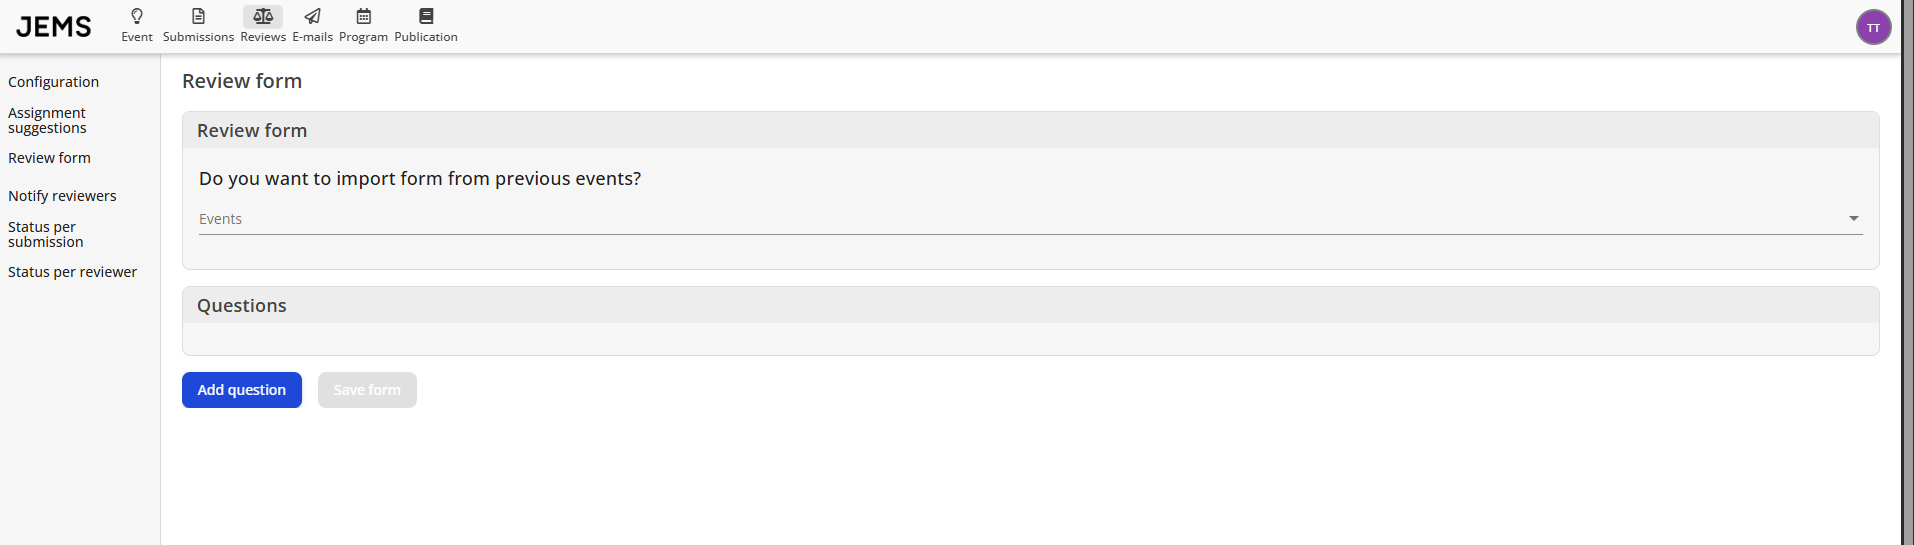 JEMS
Event
Submissions
Reviews
E-mails
Program
Publication
TT
Configuration
Assignment
suggestions
Review form
Notify reviewers
Status per
submission
Status per reviewer
Review form
Review form
Do you want to import form from previous events?
Events
Questions
Add question
Save form